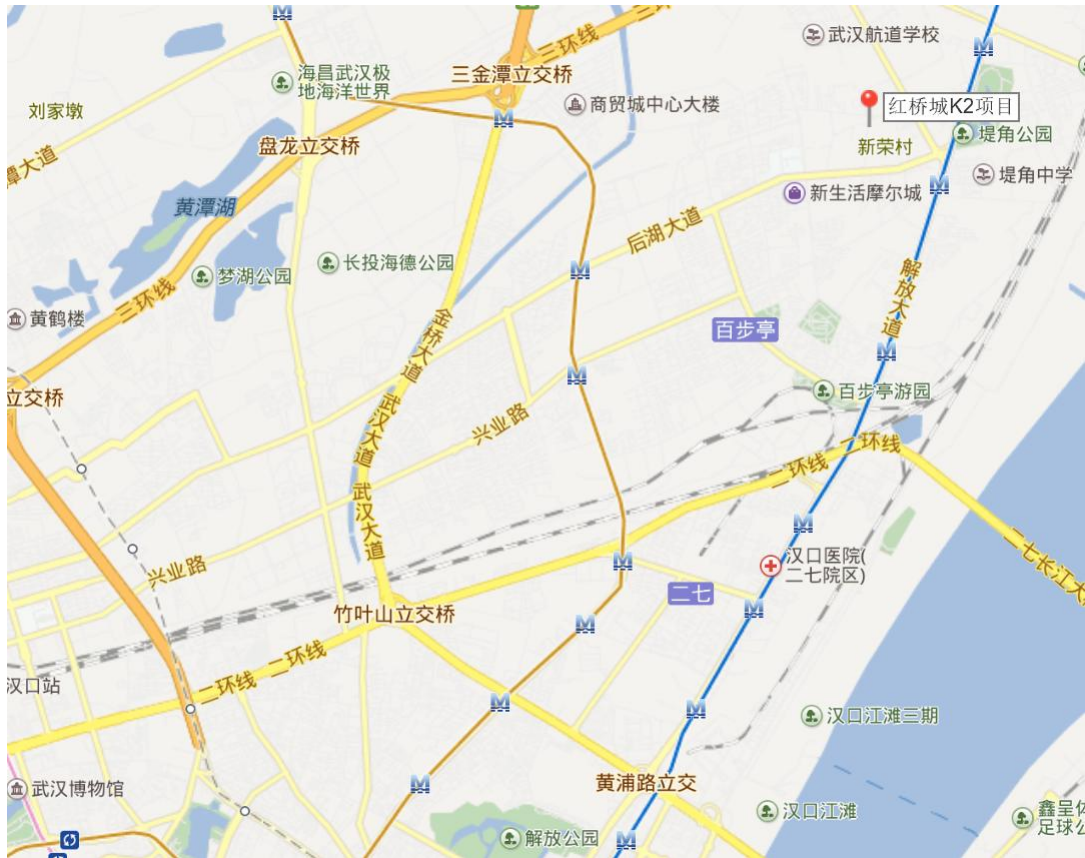 武汉航道学校
三环线
三金潭立交桥
海昌武汉极
地海洋世界
商贸城中心大楼
红桥城K2项目
刘家墩
盘龙立交桥
新荣村
堤角公园
潭大道
堤角中学
新生活摩尔城
黄潭湖
后湖大道
长投海德公园
梦湖公园
解放大道
三环线
黄鹤楼
金桥大道
百步亭
立交桥
百步亭游园
武汉大道
兴业路
二环线
二环线
武汉大道
七长江大
汉口医院(
二七院区)
兴业路
二七
竹叶山立交桥
二环线
二环线
汉口站
汉口江滩三期
武汉博物馆
黄浦路立交
汉口江滩
鑫呈体
足球公
解放公园